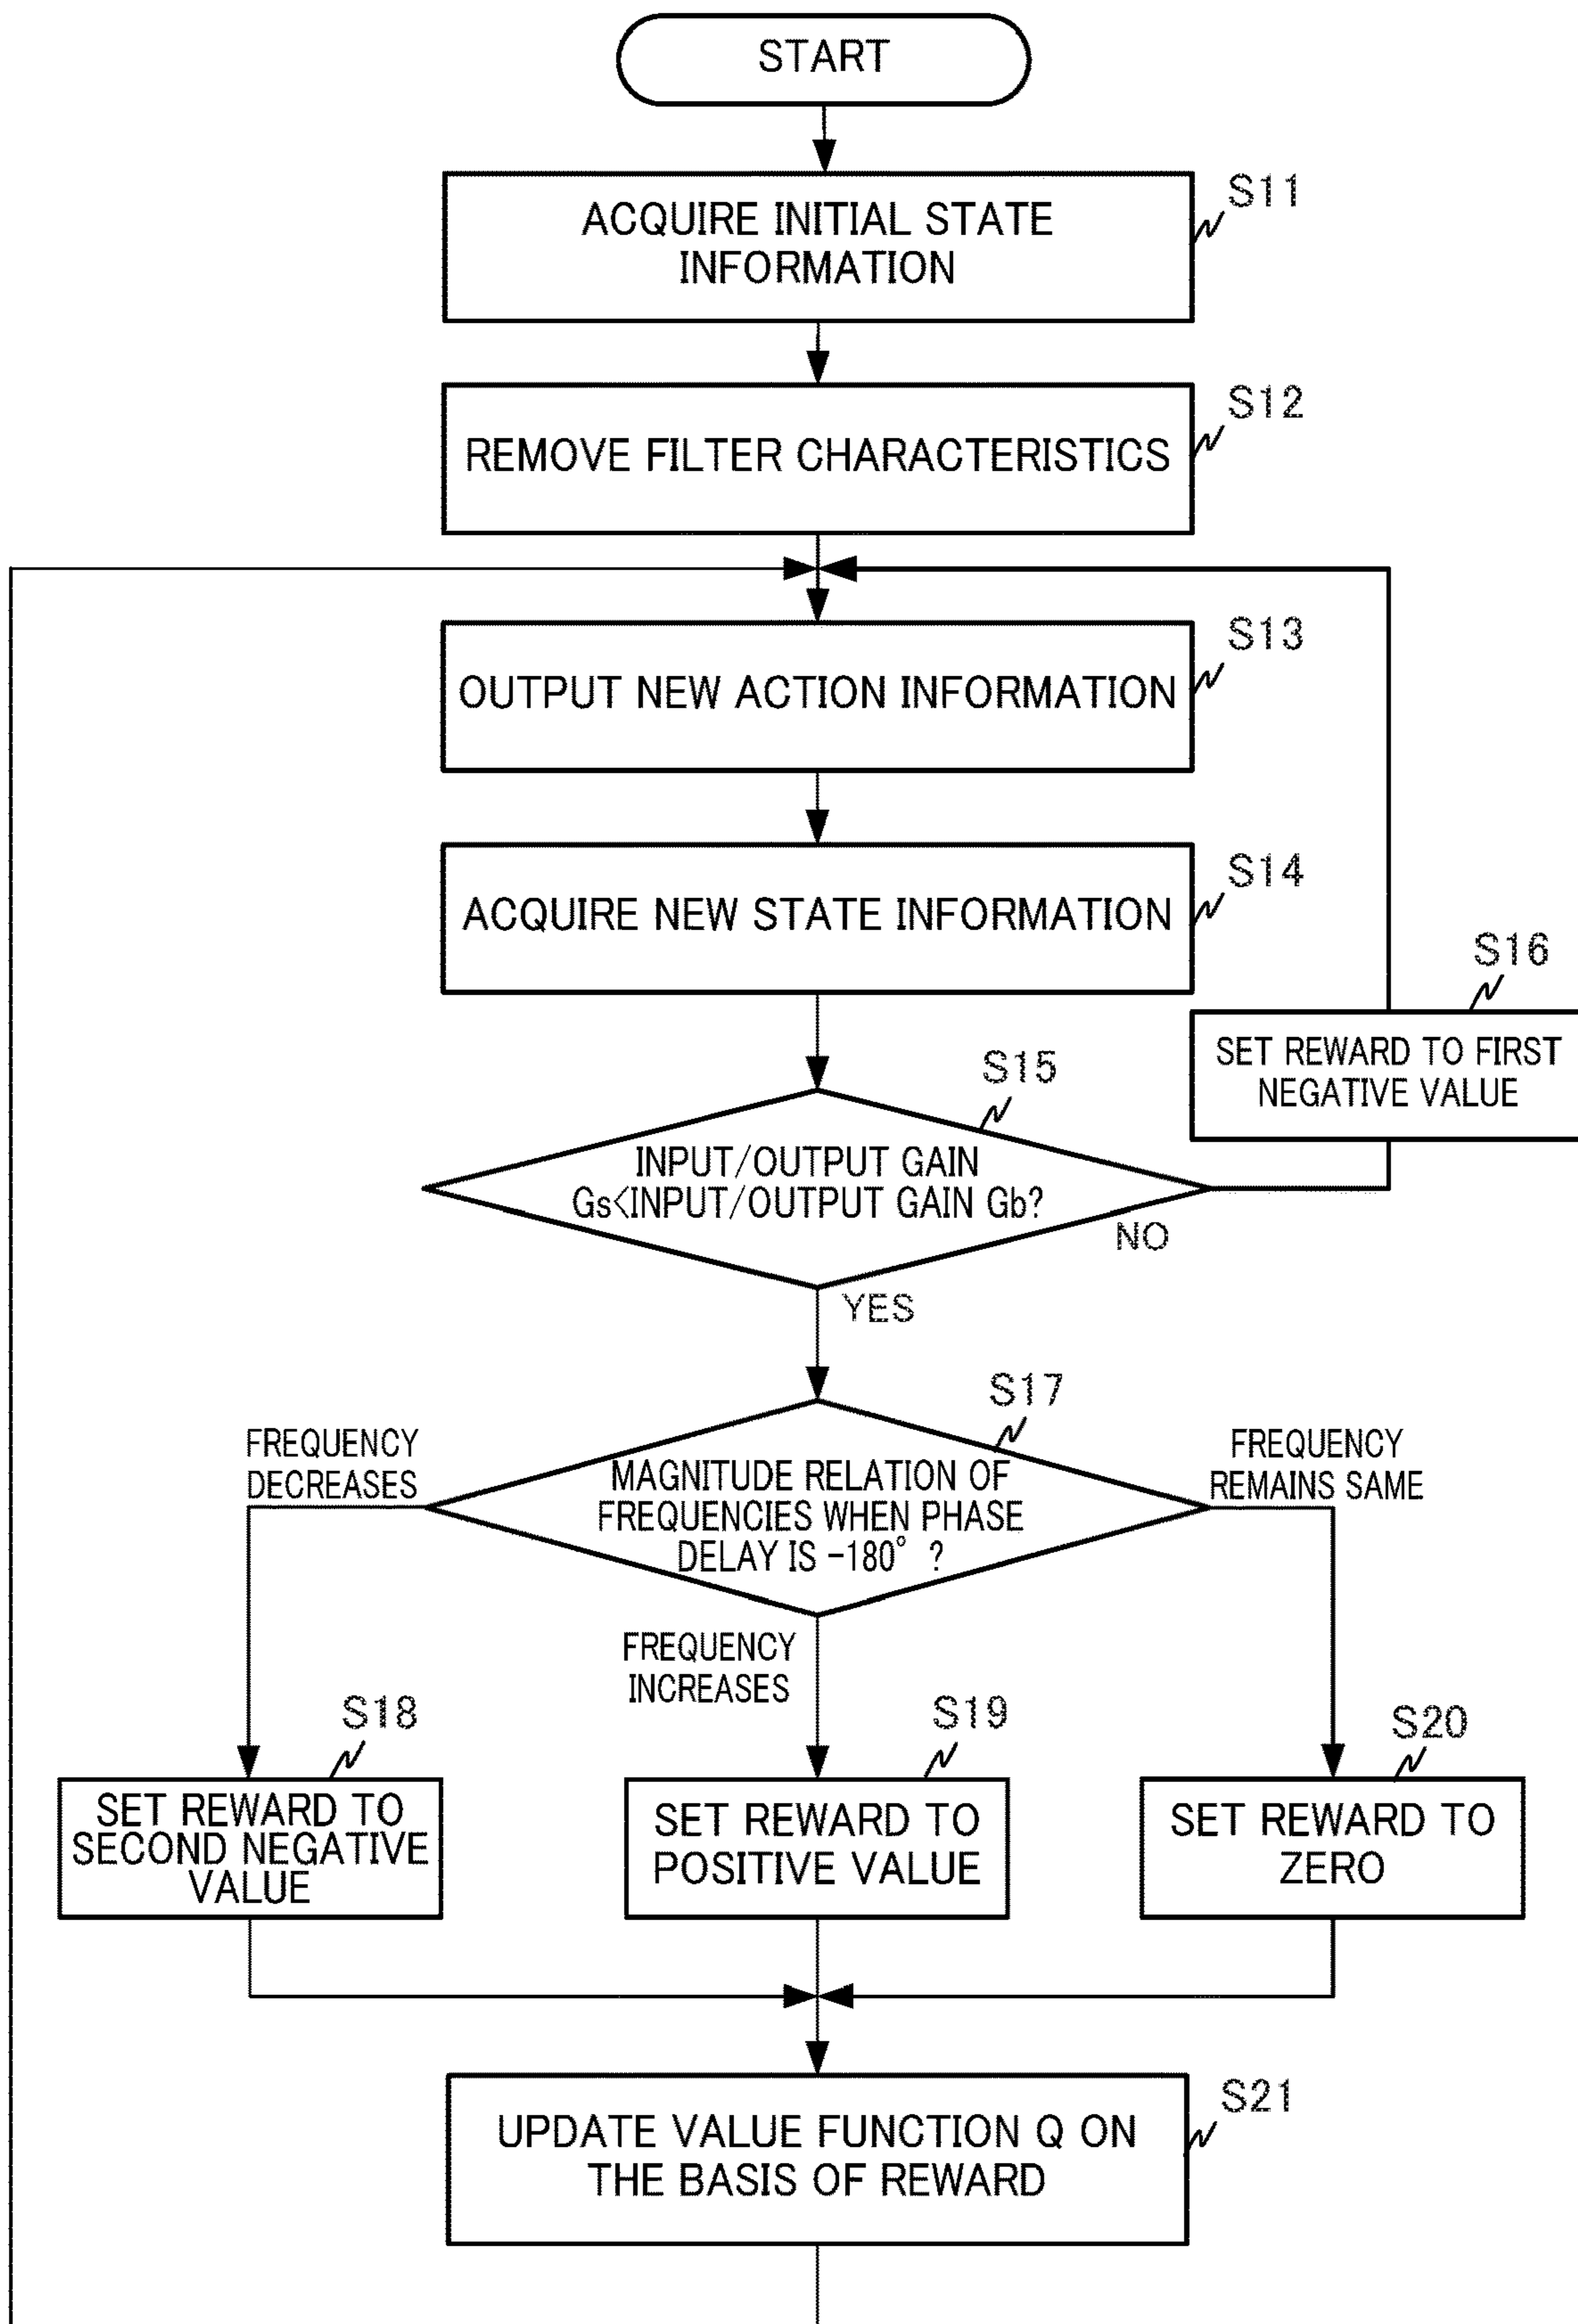 START
S11
ACQUIRE INITIAL STATE
INFORMATION
S12
REMOVE FILTER CHARACTERISTICS
S13
OUTPUT NEW ACTION INFORMATION
S14
ACQUIRE NEW STATE INFORMATION
S16
SET REWARD TO FIRST
NEGATIVE VALUE
S15
INPUT/OUTPUT GAIN
Gs<INPUT/OUTPUT GAIN Gb?
NO
YES
S17
MAGNITUDE RELATION OF
FREQUENCIES WHEN PHASE
DELAY IS -180° ?
FREQUENCY
DECREASES
FREQUENCY
REMAINS SAME
FREQUENCY
INCREASES
S18
SET REWARD TO
SECOND NEGATIVE
VALUE
S19
SET REWARD TO
POSITIVE VALUE
S20
SET REWARD TO
ZERO
S21
UPDATE VALUE FUNCTION Q ON
THE BASIS OF REWARD